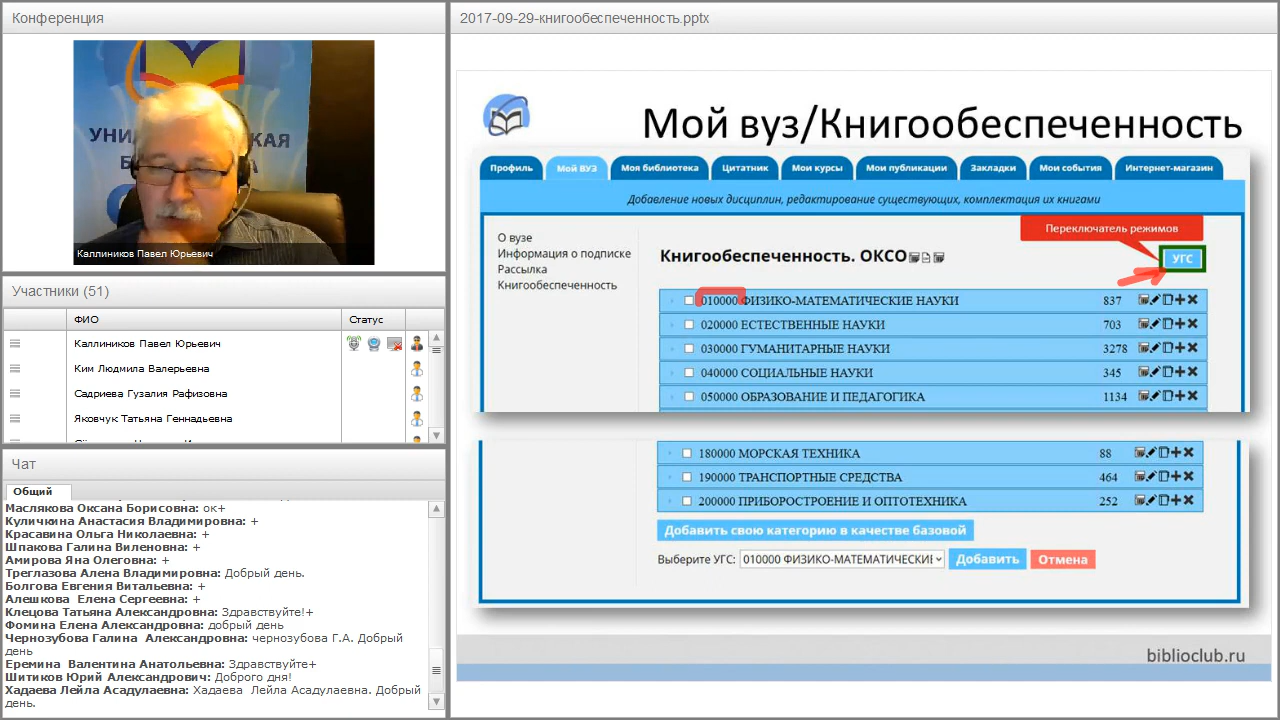 Конференция
УНИ
КАЯ
Каллиников Павел Юрьевич
Участники (51)
ФИО
Статус
Каллиников Павел Юрьевич
Ким Людмила Валерьевна
Садриева Гузалия Рафизовна
Яковчук Татьяна Геннадьевна
Чат
Общий
Маслякова Оксана Борисовна: ок+
Куличкина Анастасия Владимировна: +
Красавина Ольга Николаевна: +
Шпакова Галина Виленовна: +
Амирова Яна Олеговна: +
Треглазова Алена Владимировна: Добрый день.
Болгова Евгения Витальевна: +
Алешкова Елена Сергеевна: +
Клецова Татьяна Александровна: Здравствуйте!+
Фомина Елена Александровна: добрый день
Чернозубова Галина Александровна: чернозубова Г.А. Добрый
день
Еремина Валентина Анатольевна: Здравствуйте+
Шитиков Юрий Александрович: Доброго дня!
Хадаева Лейла Асадулаевна: Хадаева Лейла Асадулаевна. Добрый
день.
2017-09-29-книгообеспеченность.pptx
Мой вуз/Книгообеспеченность
Профиль Мой ВУЗ Моя библиотека Цитатник Мои курсы Мои публикации Закладки Мои события Интернет-магазин
Добавление новых дисциплин, редактирование существующих, комплектация их книгами
Переключатель режимов
О вузе
Информация о подписке
Рассылка
Книгообеспеченность
Книгообеспеченность. ОКСО
УГС
010000 ФИЗИКО-МАТЕМАТИЧЕСКИЕ НАУКИ 837
020000 ЕСТЕСТВЕННЫЕ НАУКИ 703
030000 ГУМАНИТАРНЫЕ НАУКИ 3278
040000 СОЦИАЛЬНЫЕ НАУКИ 345
050000 ОБРАЗОВАНИЕ И ПЕДАГОГИКА 1134
180000 МОРСКАЯ ТЕХНИКА 88
190000 ТРАНСПОРТНЫЕ СРЕДСТВА 464
200000 ПРИБОРОСТРОЕНИЕ И ОПТОТЕХНИКА 252
Добавить свою категорию в качестве базовой
Выберите УГС: 010000 ФИЗИКО-МАТЕМАТИЧЕСКИЕ Добавить Отмена
biblioclub.ru